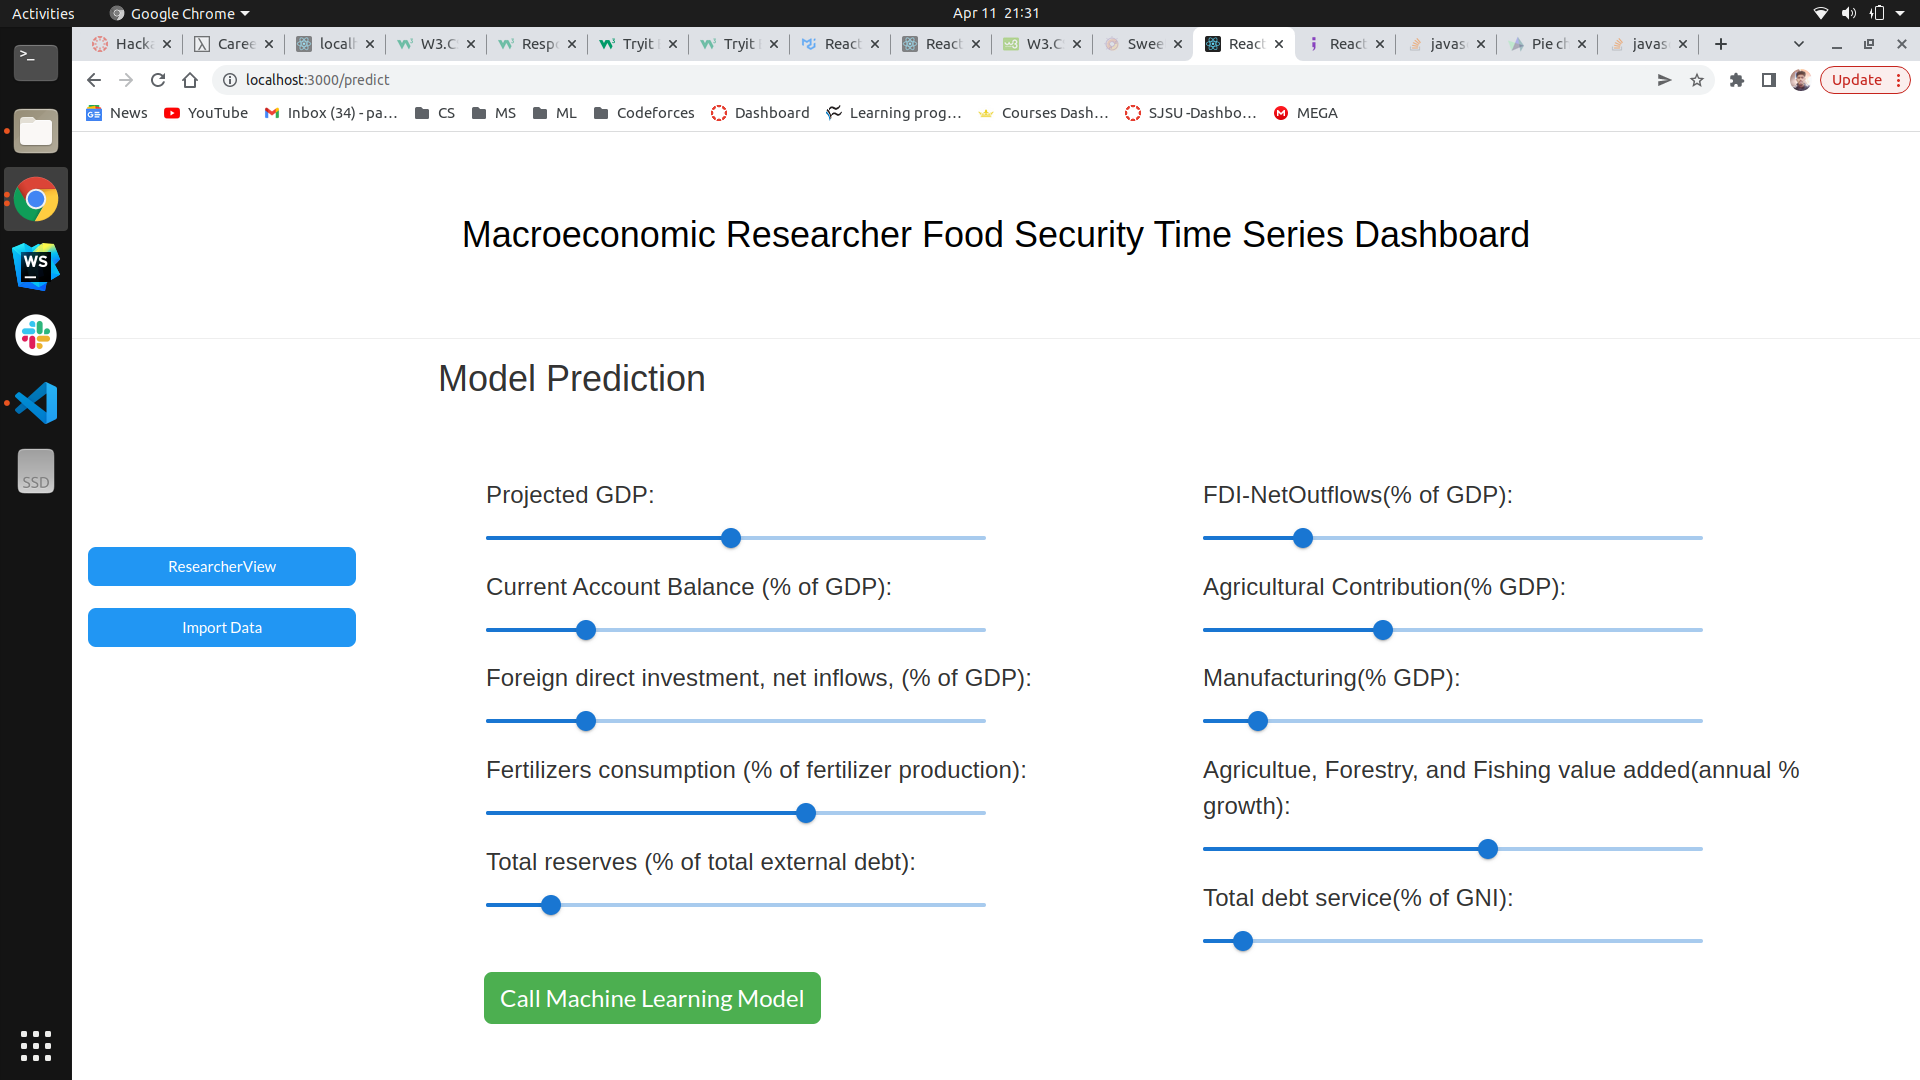 Activities Google Chrome Apr 11 21:31
Hacka Caree localh W3.C Respo Tryit Tryit React React W3.C Swee React React javas Pie ch javas
localhost:3000/predict Update
News YouTube Inbox (34) - pa... CS MS ML Codeforces Dashboard Learning prog... Courses Dash... SJSU -Dashbo... MEGA
Macroeconomic Researcher Food Security Time Series Dashboard
Model Prediction
ResearcherView
Import Data
Projected GDP:
Current Account Balance (% of GDP):
Foreign direct investment, net inflows, (% of GDP):
Fertilizers consumption (% of fertilizer production):
Total reserves (% of total external debt):
FDI-NetOutflows(% of GDP):
Agricultural Contribution(% GDP):
Manufacturing(% GDP):
Agricultue, Forestry, and Fishing value added(annual %
growth):
Total debt service(% of GNI):
Call Machine Learning Model
>_
WS
SSD